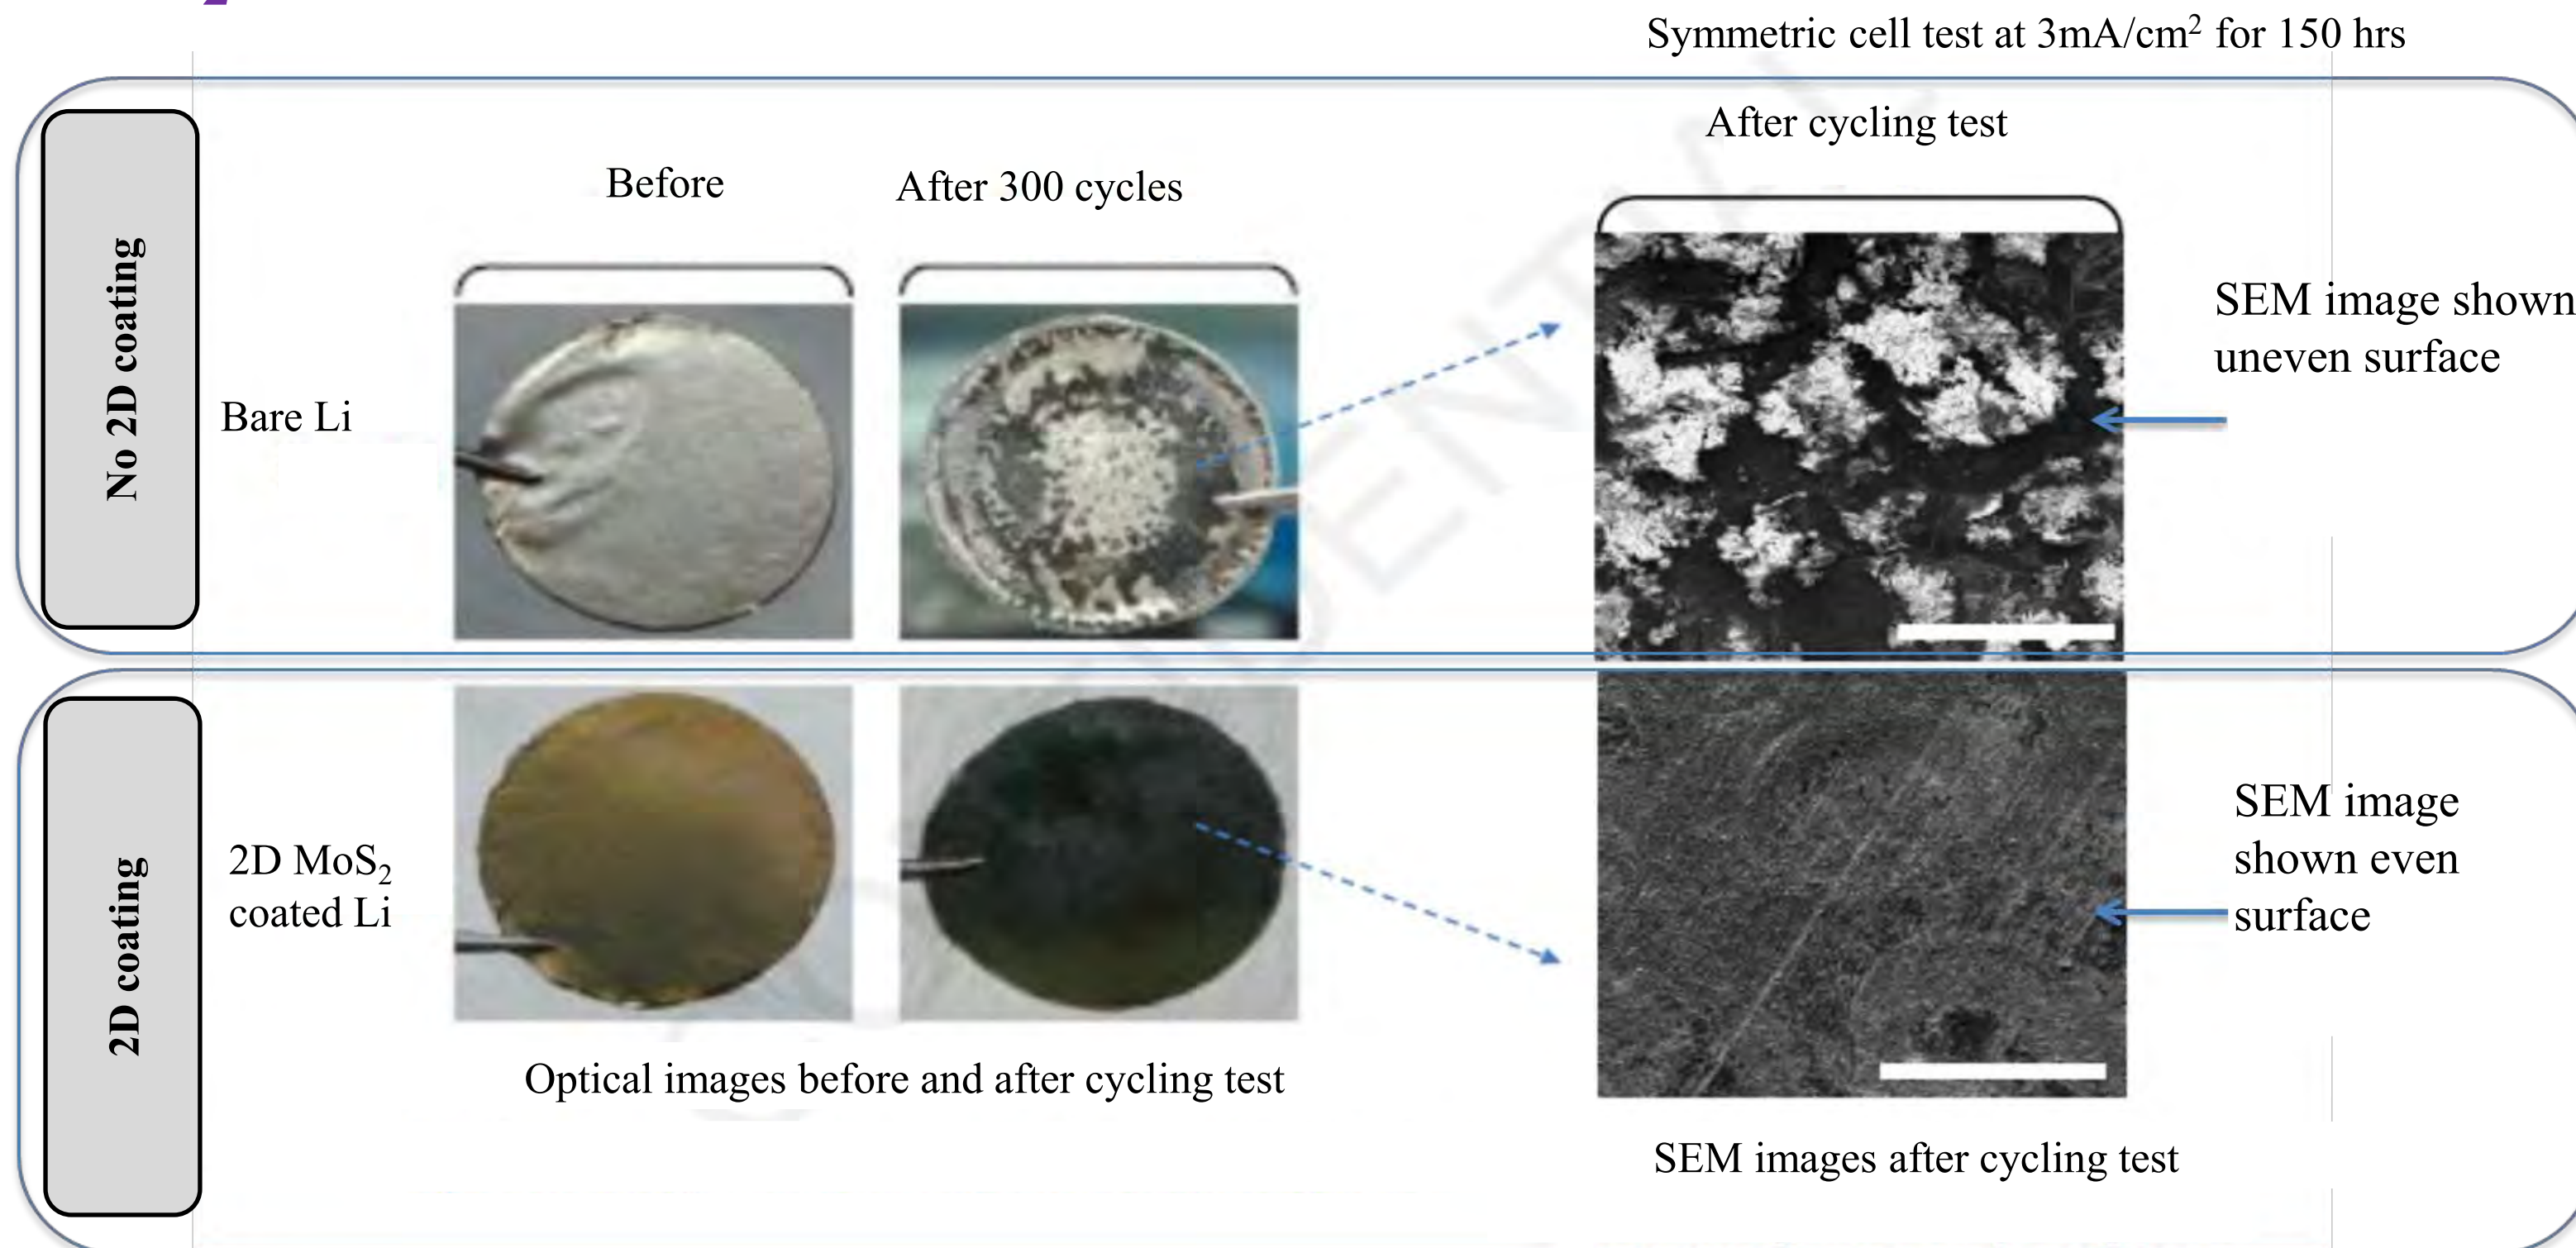 Symmetric cell test at 3mA/cm² for 150 hrs
After cycling test
Before
After 300 cycles
No 2D coating
Bare Li
SEM image shown
uneven surface
2D coating
2D MoS₂
coated Li
SEM image
shown even
surface
Optical images before and after cycling test
SEM images after cycling test